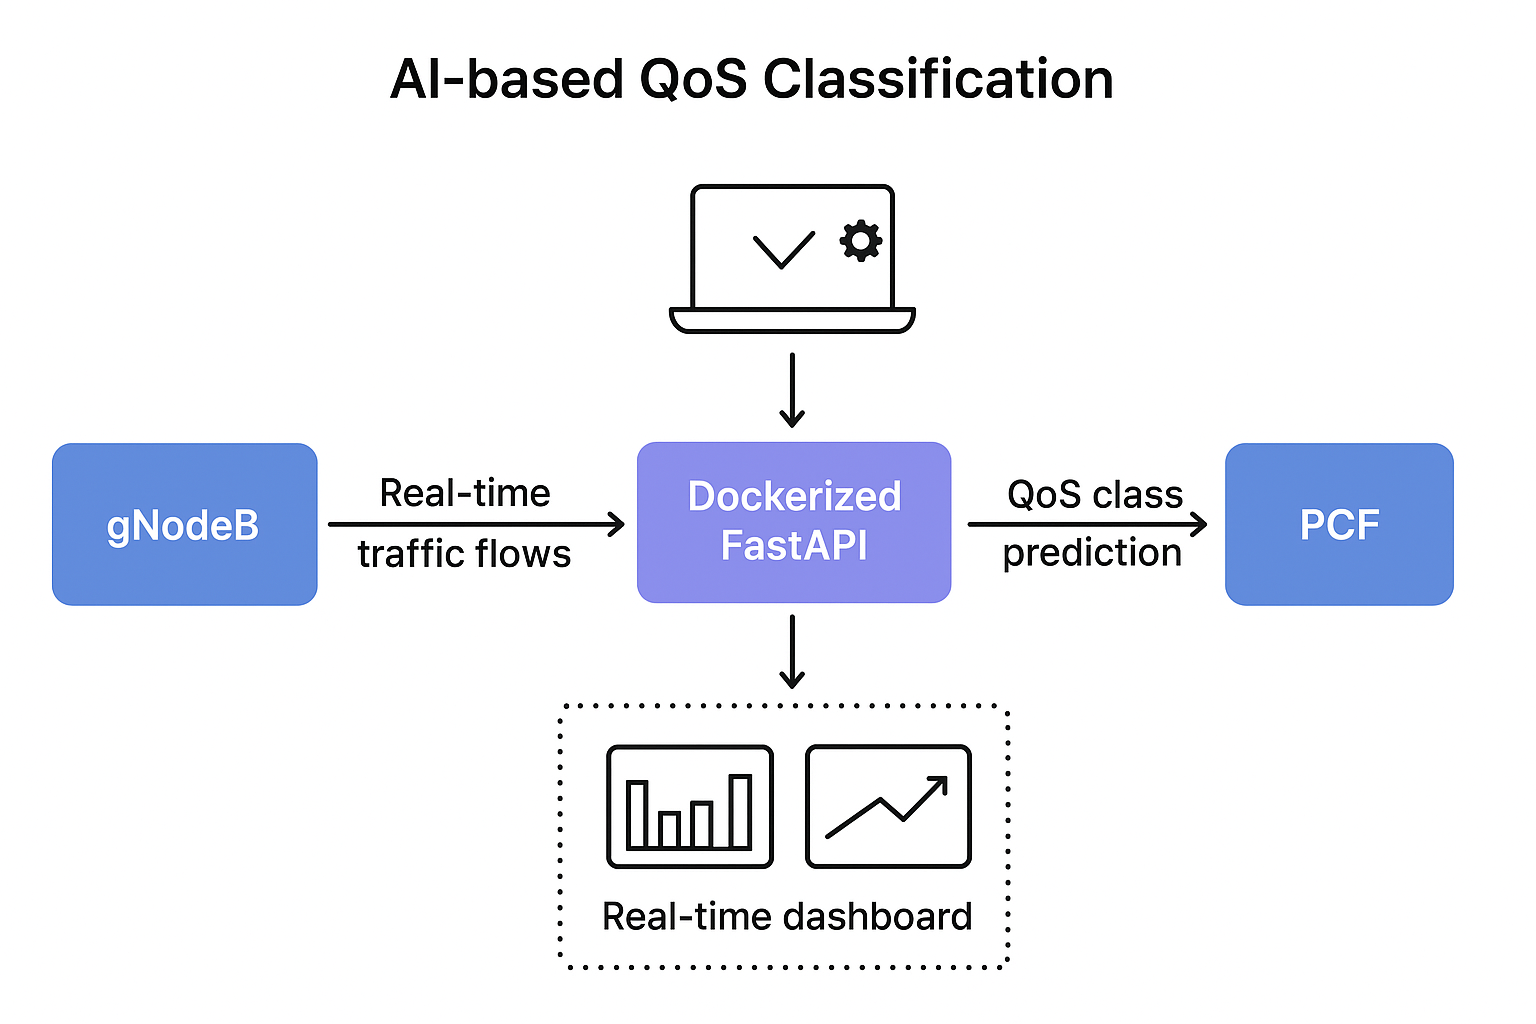 AI-based QoS Classification
gNodeB
Real-time
traffic flows
Dockerized
FastAPI
QoS class
prediction
PCF
Real-time dashboard